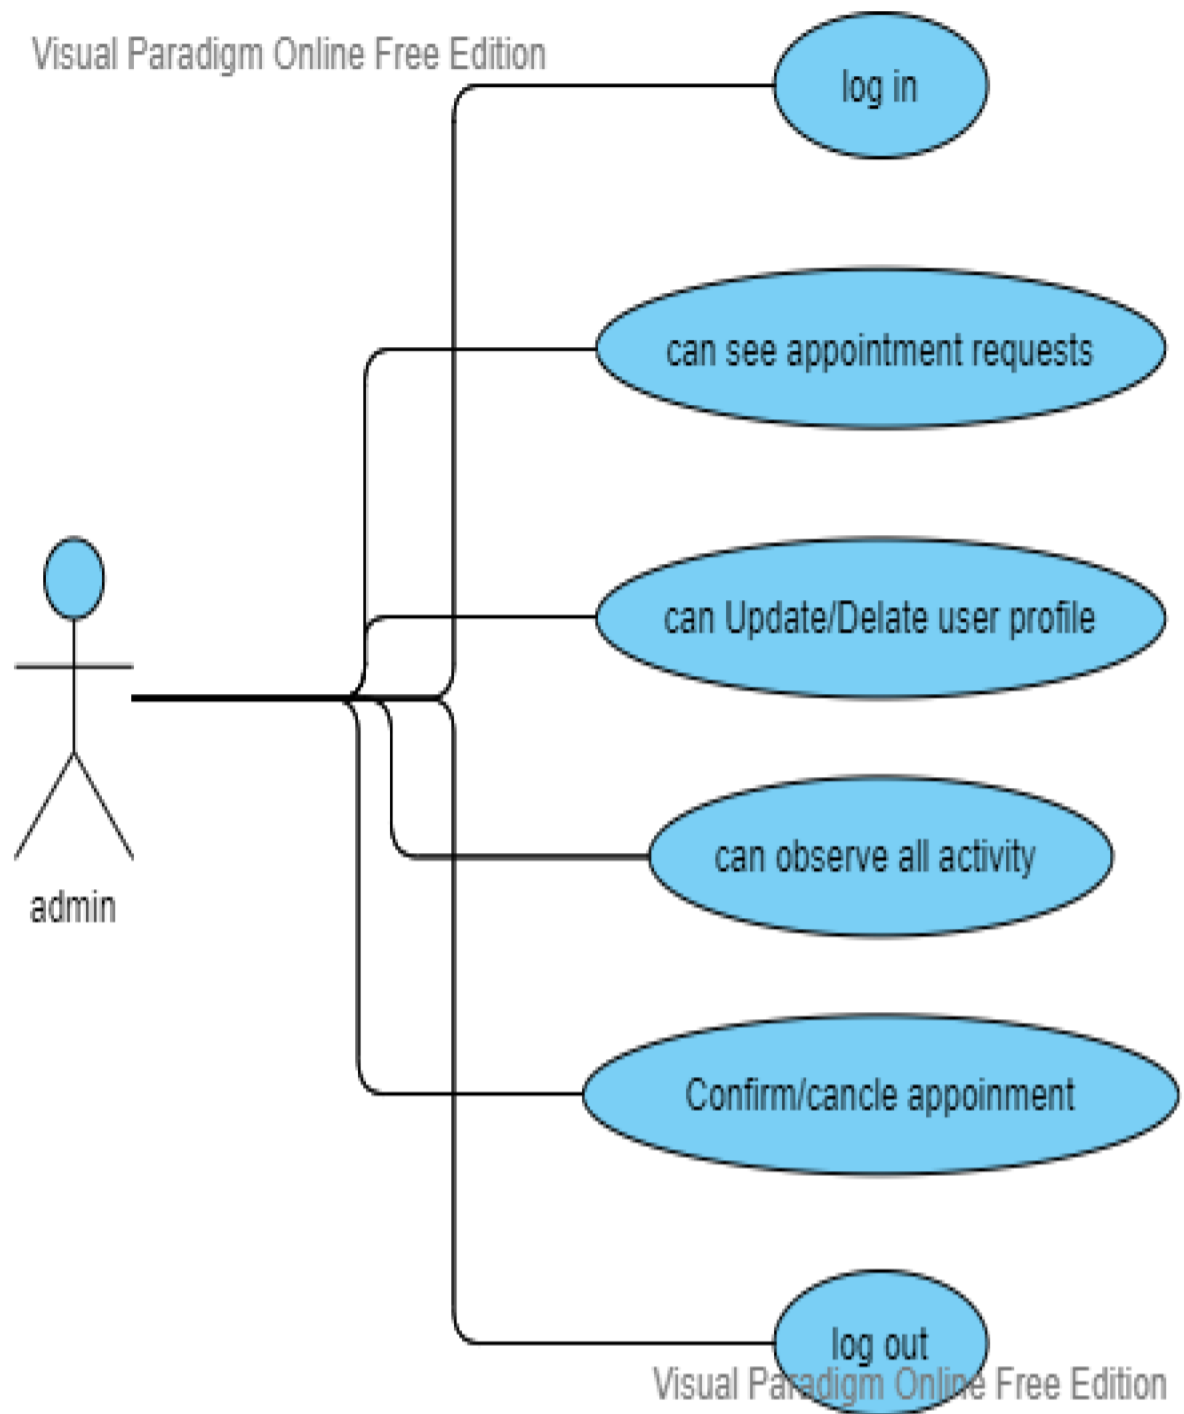 Visual Paradigm Online Free Edition
log in
can see appointment requests
can Update/Delate user profile
can observe all activity
admin
Confirm/cancle appoinment
log out
Visual Paradigm Online Free Edition